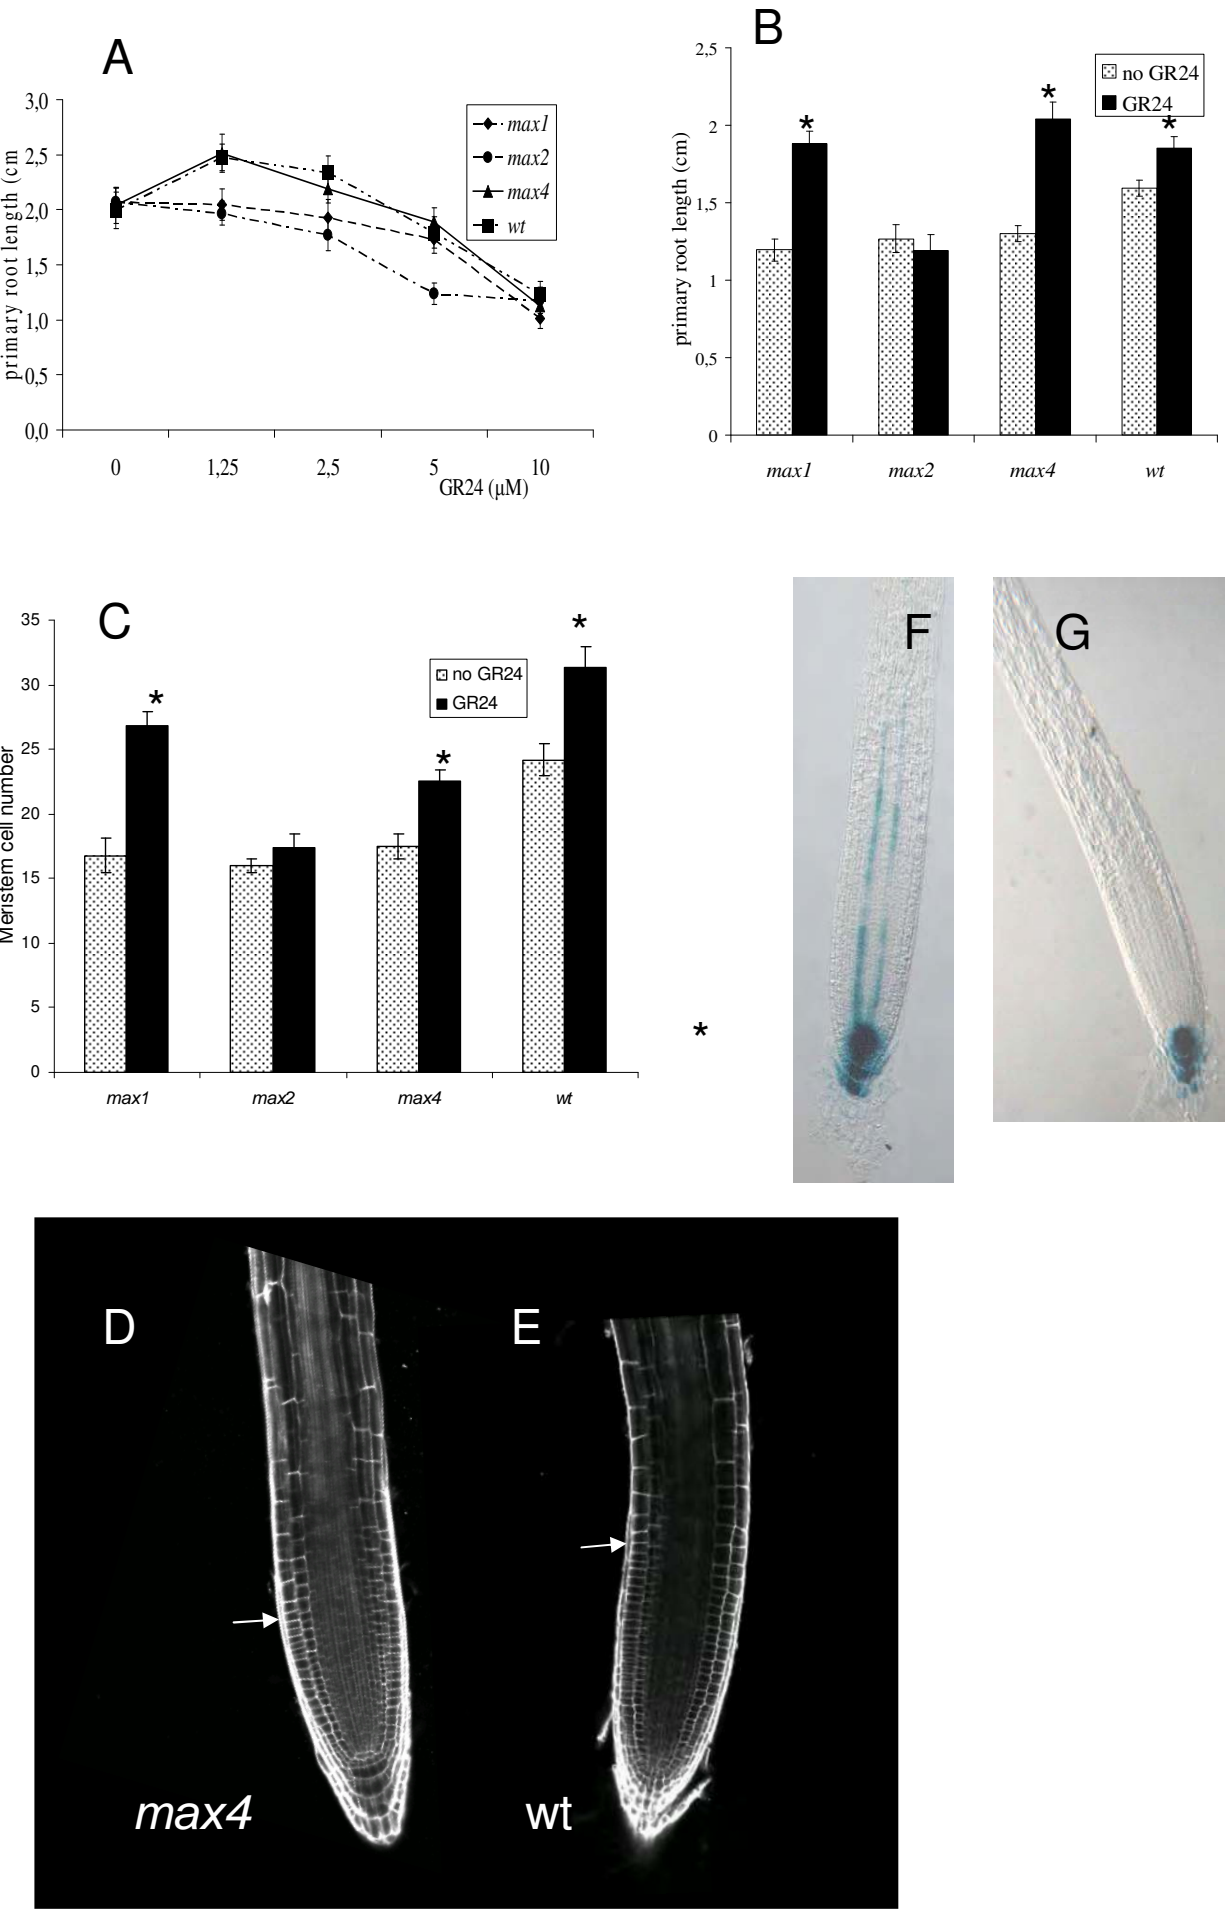 A
3,0
2,5
2,0
1,5
1,0
0,5
0,0
primary root length (cm
max1
max2
max4
wt
0 1,25 2,5 5 10
GR24 (μM)
B
2,5
2
1,5
1
0,5
0
primary root length (cm)
no GR24
GR24
*
*
*
max1 max2 max4 wt
C
35
30
25
20
15
10
5
0
Meristem cell number
no GR24
GR24
*
*
*
*
max1 max2 max4 wt
F
G
D
E
max4
wt